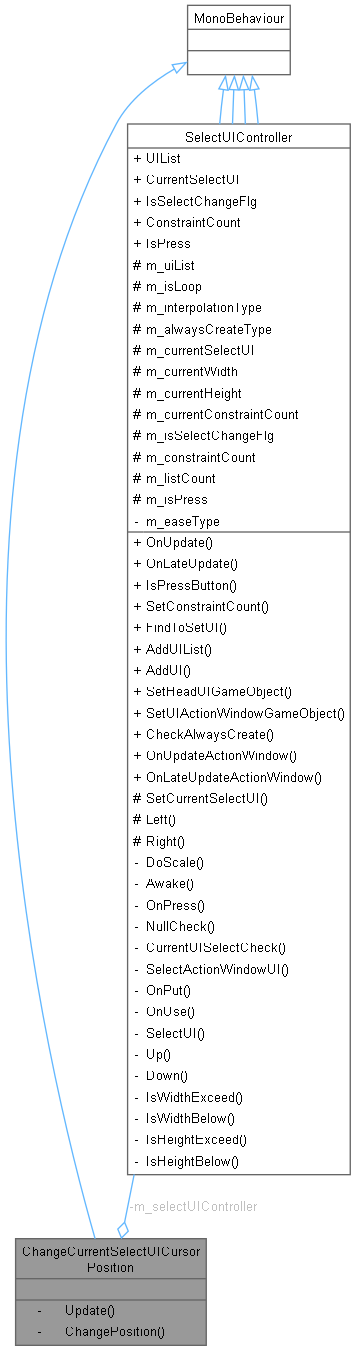 MonoBehaviour
SelectUIController
+ UIList
+ CurrentSelectUI
+ IsSelectChangeFlg
+ ConstraintCount
+ IsPress
# m_uiList
# m_isLoop
# m_interpolationType
# m_alwaysCreateType
# m_currentSelectUI
# m_currentWidth
# m_currentHeight
# m_currentConstraintCount
# m_isSelectChangeFlg
# m_constraintCount
# m_listCount
# m_isPress
- m_easeType
+ OnUpdate()
+ OnLateUpdate()
+ IsPressButton()
+ SetConstraintCount()
+ FindToSetUI()
+ AddUIList()
+ AddUI()
+ SetHeadUIGameObject()
+ SetUIActionWindowGameObject()
+ CheckAlwaysCreate()
+ OnUpdateActionWindow()
+ OnLateUpdateActionWindow()
# SetCurrentSelectUI()
# Left()
# Right()
- DoScale()
- Awake()
- OnPress()
- NullCheck()
- CurrentUISelectCheck()
- SelectActionWindowUI()
- OnPut()
- OnUse()
- SelectUI()
- Up()
- Down()
- IsWidthExceed()
- IsWidthBelow()
- IsHeightExceed()
- IsHeightBelow()
-m_selectUIController
ChangeCurrentSelectUICursor
Position
- Update()
- ChangePosition()